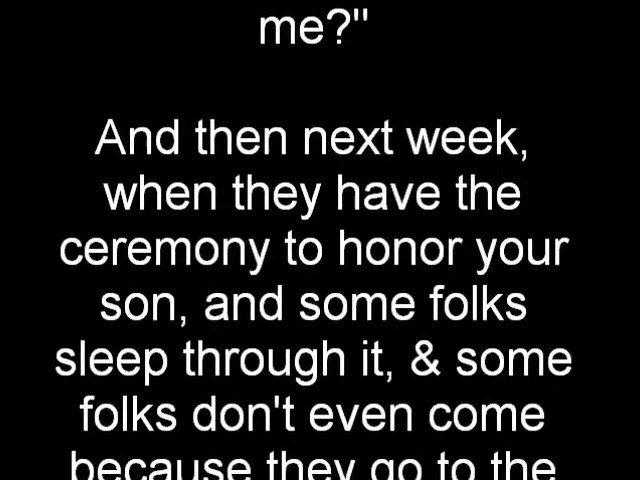 me?"
And then next week,
when they have the
ceremony to honor your
son, and some folks
sleep through it, & some
folks don't even come
because they go to the